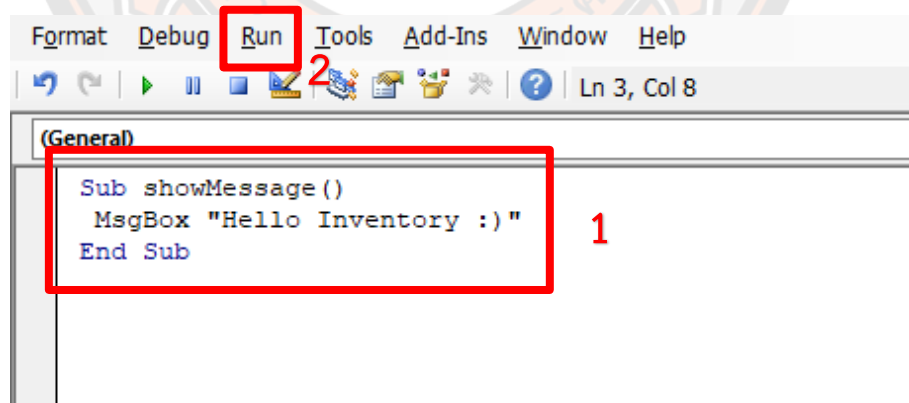 Format Debug Run Tools Add-Ins Window Help
2
Ln 3, Col 8
(General)
Sub showMessage()
MsgBox "Hello Inventory :)"
End Sub
1